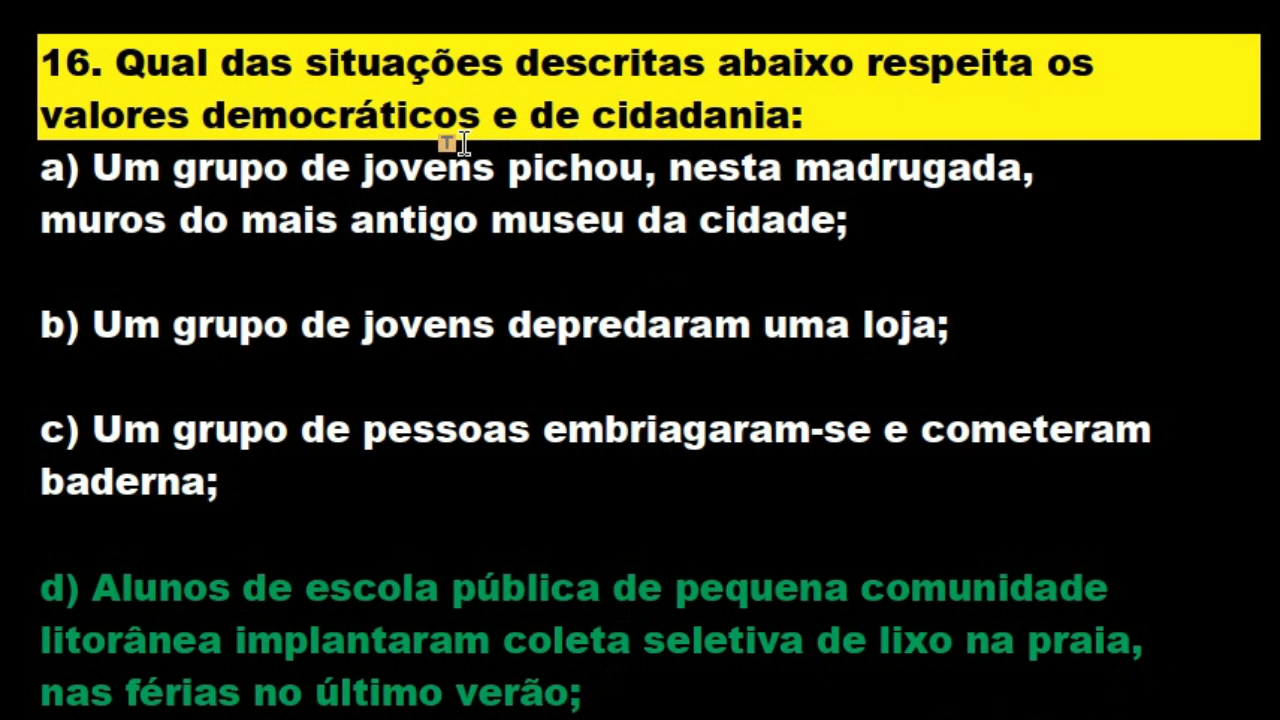 16. Qual das situações descritas abaixo respeita os
valores democráticos e de cidadania:
T
a) Um grupo de jovens pichou, nesta madrugada,
muros do mais antigo museu da cidade;
b) Um grupo de jovens depredaram uma loja;
c) Um grupo de pessoas embriagaram-se e cometeram
baderna;
d) Alunos de escola pública de pequena comunidade
litorânea implantaram coleta seletiva de lixo na praia,
nas férias no último verão;